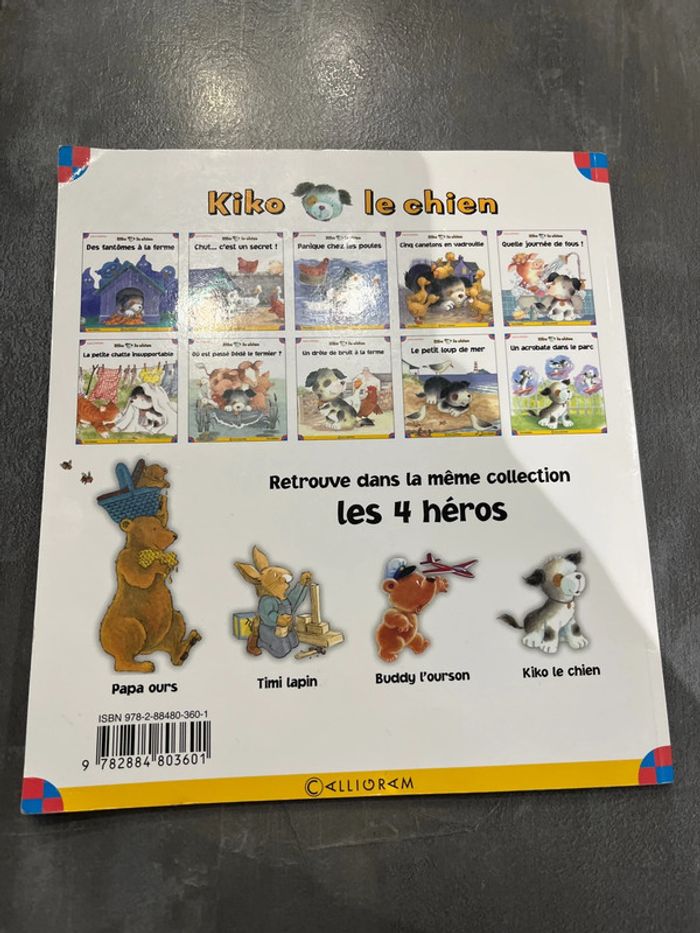 Kiko le chien
Des fantômes à la ferme
Chut... c'est un secret !
Panique chez les poules
Cinq canetons en vadrouille
Quelle journée de fous !
La petite chatte insupportable
Où est passé Dédé le fermier ?
Un drôle de bruit à la ferme
Le petit loup de mer
Un acrobate dans le parc
Retrouve dans la même collection
les 4 héros
Papa ours
Timi lapin
Buddy l'ourson
Kiko le chien
ISBN 978-2-88480-360-1
9 782884 803601
CALLIGRAM